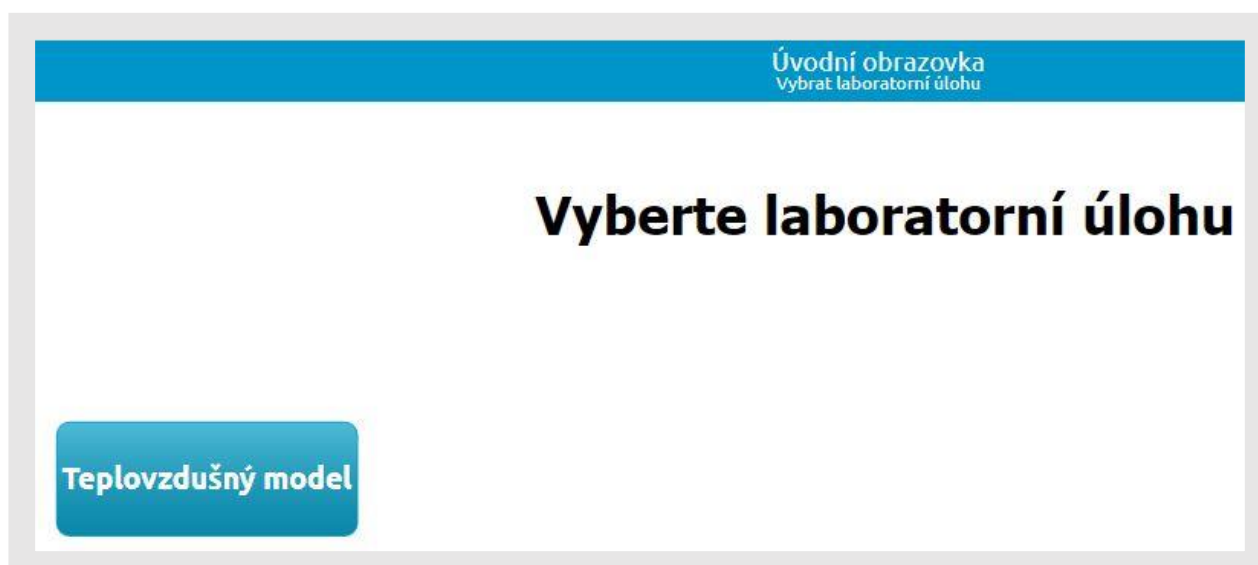 Úvodní obrazovka
Vybrat laboratorní úlohu
Vyberte laboratorní úlohu
Teplovzdušný model